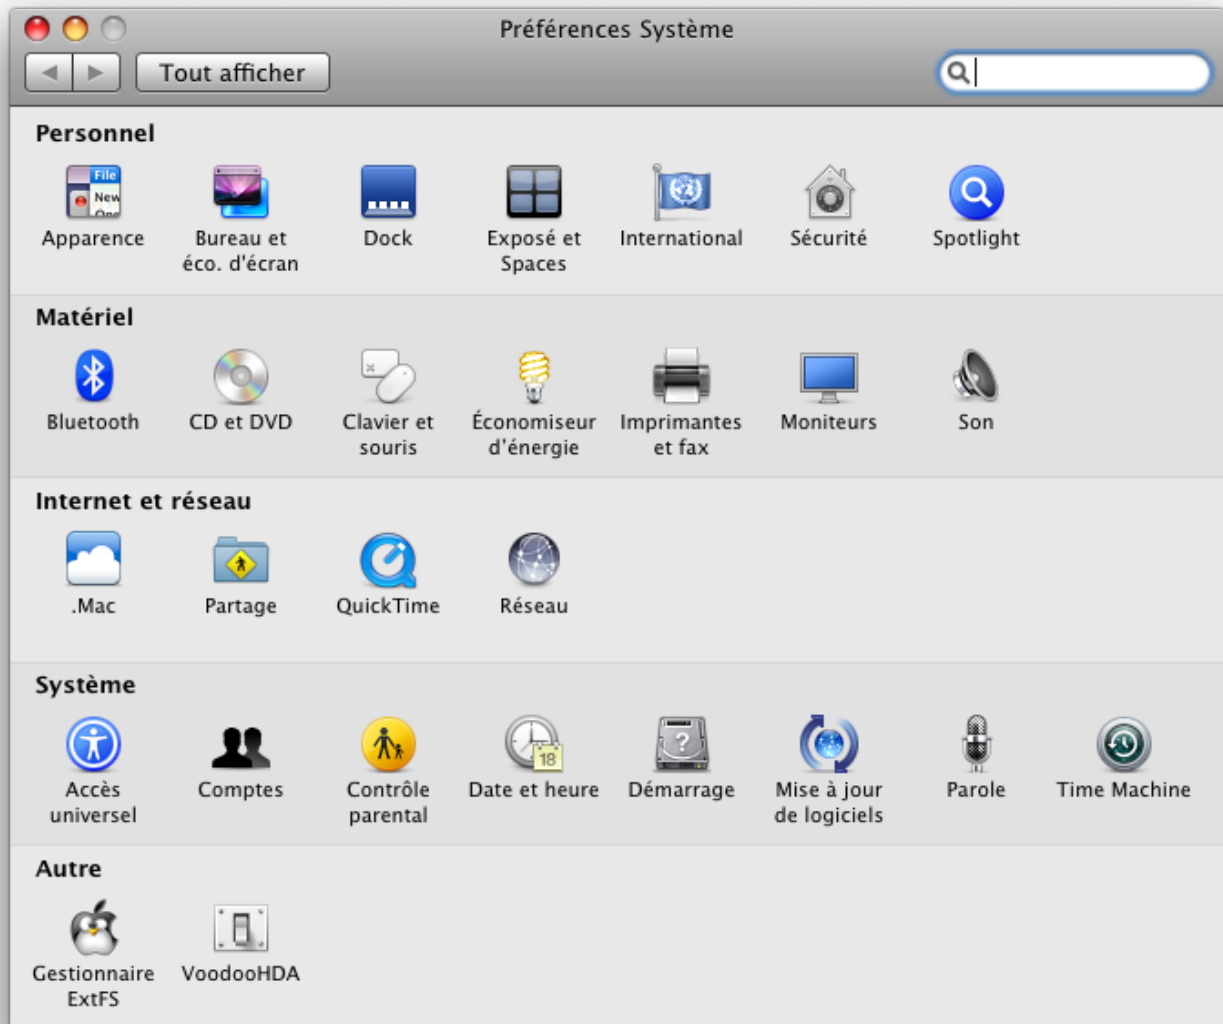 Préférences Système
Tout afficher
Personnel
File
New
Apparence
Bureau et
éco. d'écran
Dock
Exposé et
Spaces
International
Sécurité
Spotlight
Matériel
Bluetooth
CD et DVD
Clavier et
souris
Économiseur
d'énergie
Imprimantes
et fax
Moniteurs
Son
Internet et réseau
.Mac
Partage
QuickTime
Réseau
Système
18
?
Accès
universel
Comptes
Contrôle
parental
Date et heure
Démarrage
Mise à jour
de logiciels
Parole
Time Machine
Autre
Gestionnaire
ExtFS
VoodooHDA